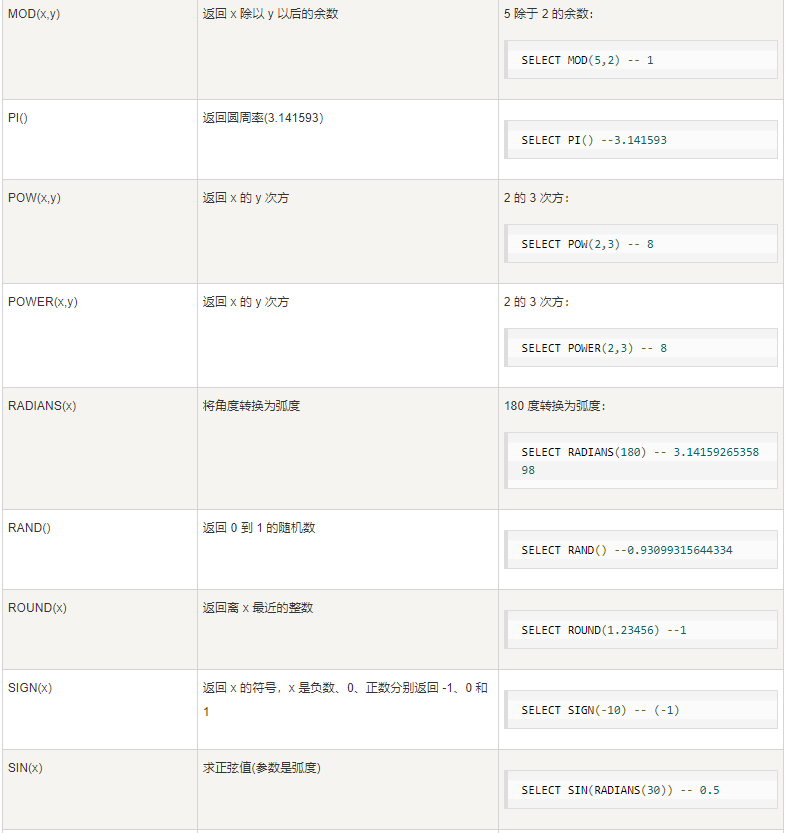 MOD(x,y)
返回 x 除以 y 以后的余数
5 除于 2 的余数：
SELECT MOD(5,2) -- 1
PI()
返回圆周率(3.141593）
SELECT PI() --3.141593
POW(x,y)
返回 x 的 y 次方
2 的 3 次方：
SELECT POW(2,3) -- 8
POWER(x,y)
返回 x 的 y 次方
2 的 3 次方：
SELECT POWER(2,3) -- 8
RADIANS(x)
将角度转换为弧度
180 度转换为弧度：
SELECT RADIANS(180) -- 3.14159265358
98
RAND()
返回 0 到 1 的随机数
SELECT RAND() --0.93099315644334
ROUND(x)
返回离 x 最近的整数
SELECT ROUND(1.23456) --1
SIGN(x)
返回 x 的符号，x 是负数、0、正数分别返回 -1、0 和
1
SELECT SIGN(-10) -- (-1)
SIN(x)
求正弦值(参数是弧度)
SELECT SIN(RADIANS(30)) -- 0.5